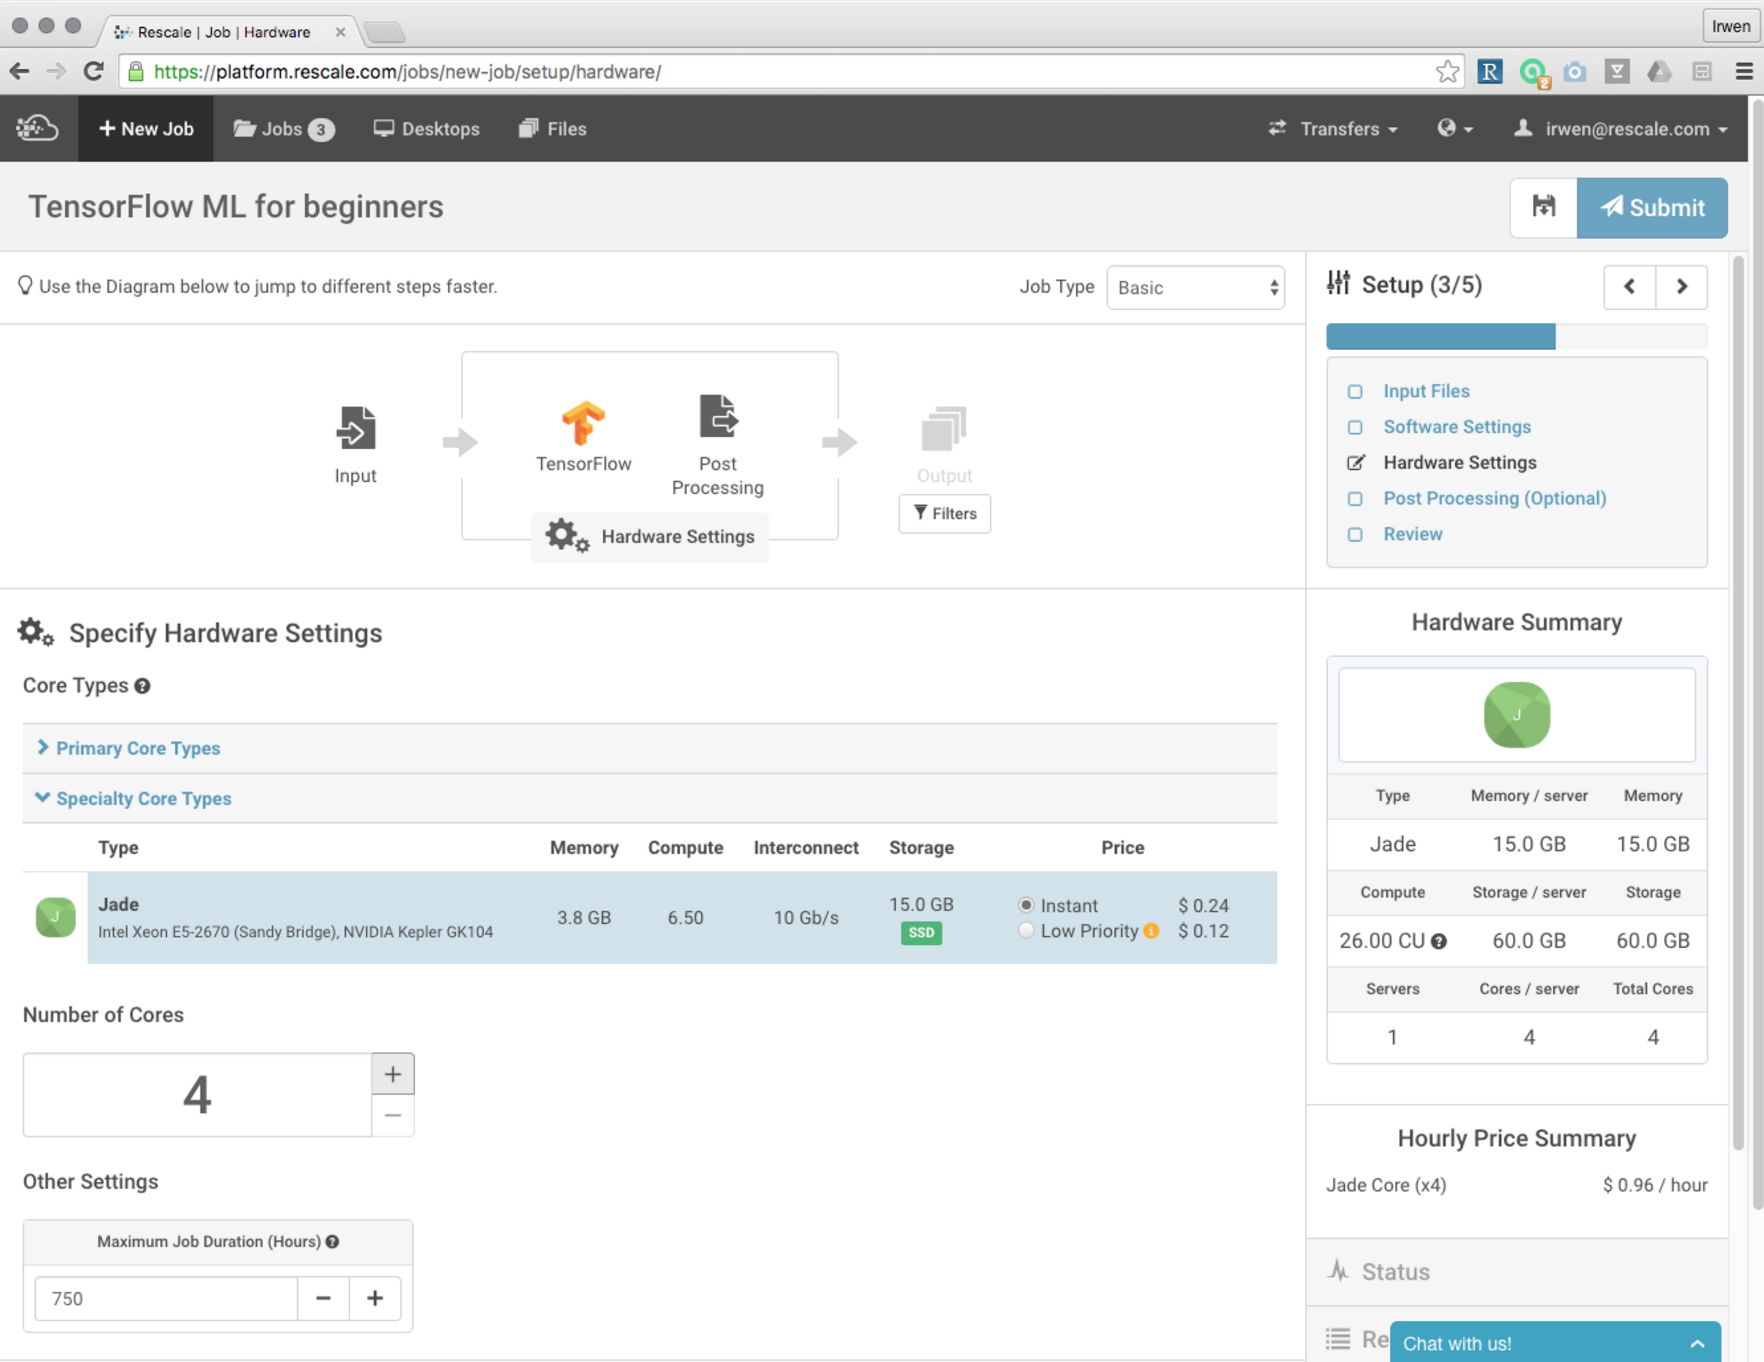 Rescale | Job | Hardware
Irwen
https://platform.rescale.com/jobs/new-job/setup/hardware/
R
2
New Job
Jobs 3
Desktops
Files
Transfers
irwen@rescale.com
TensorFlow ML for beginners
Submit
Use the Diagram below to jump to different steps faster.
Job Type
Basic
Setup (3/5)
Input
TensorFlow
Post
Processing
Output
Filters
Hardware Settings
Input Files
Software Settings
Hardware Settings
Post Processing (Optional)
Review
Specify Hardware Settings
Core Types
Primary Core Types
Specialty Core Types
Type Memory Compute Interconnect Storage Price
J
Jade
Intel Xeon E5-2670 (Sandy Bridge), NVIDIA Kepler GK104
3.8 GB
6.50
10 Gb/s
15.0 GB
SSD
Instant $ 0.24
Low Priority $ 0.12
Number of Cores
4
Other Settings
Maximum Job Duration (Hours)
750
Hardware Summary
J
Type Memory / server Memory
Jade 15.0 GB 15.0 GB
Compute Storage / server Storage
26.00 CU 60.0 GB 60.0 GB
Servers Cores / server Total Cores
1 4 4
Hourly Price Summary
Jade Core (x4) $ 0.96 / hour
Status
Re
Chat with us!